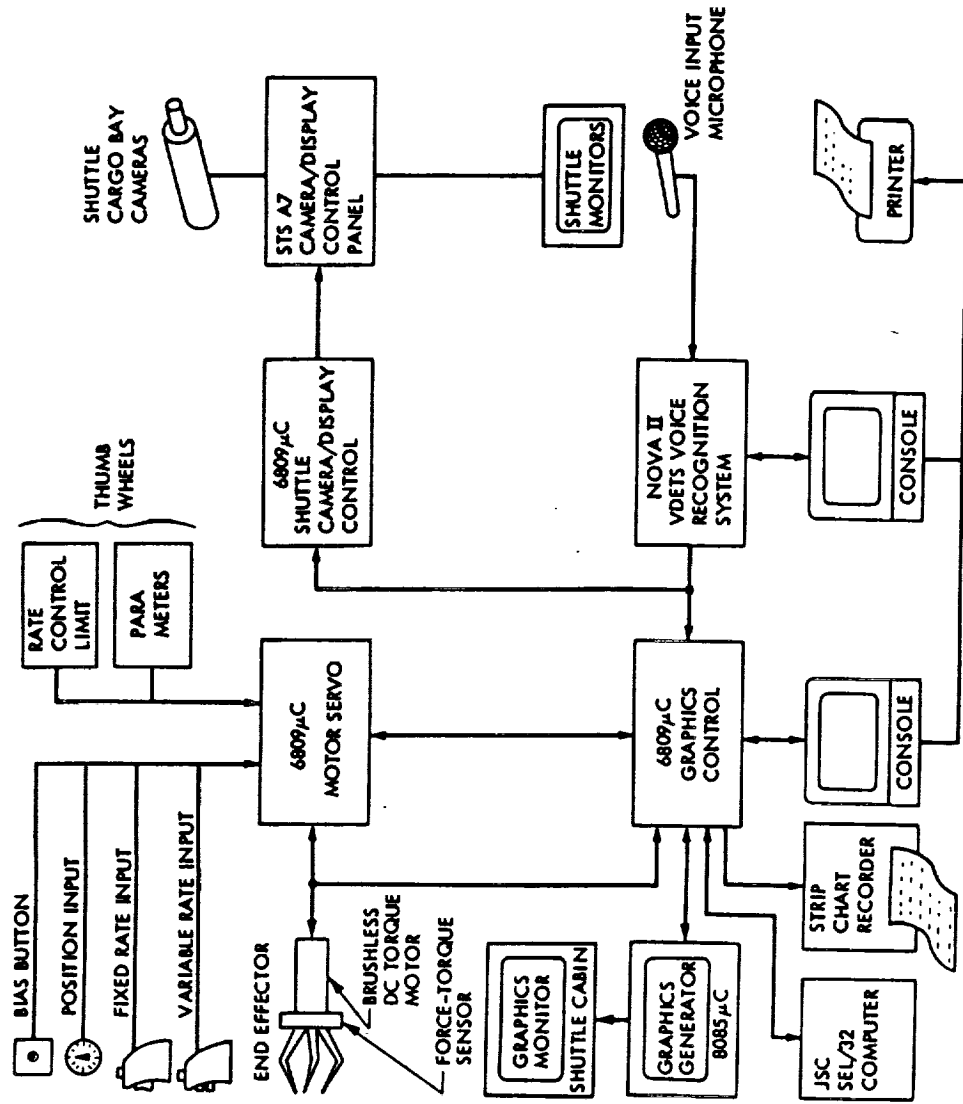 BIAS BUTTON
POSITION INPUT
FIXED RATE INPUT
VARIABLE RATE INPUT
RATE
CONTROL
LIMIT
PARA
METERS
THUMB
WHEELS
SHUTTLE
CARGO BAY
CAMERAS
END EFFECTOR
BRUSHLESS
DC TORQUE
MOTOR
FORCE-TORQUE
SENSOR
6809μC
MOTOR SERVO
6809μC
SHUTTLE
CAMERA/DISPLAY
CONTROL
STS A7
CAMERA/DISPLAY
CONTROL
PANEL
GRAPHICS
MONITOR
SHUTTLE CABIN
GRAPHICS
GENERATOR
8085μC
6809μC
GRAPHICS
CONTROL
NOVA II
VDETS VOICE
RECOGNITION
SYSTEM
SHUTTLE
MONITORS
VOICE INPUT
MICROPHONE
JSC
SEL/32
COMPUTER
STRIP
CHART
RECORDER
CONSOLE
CONSOLE
PRINTER